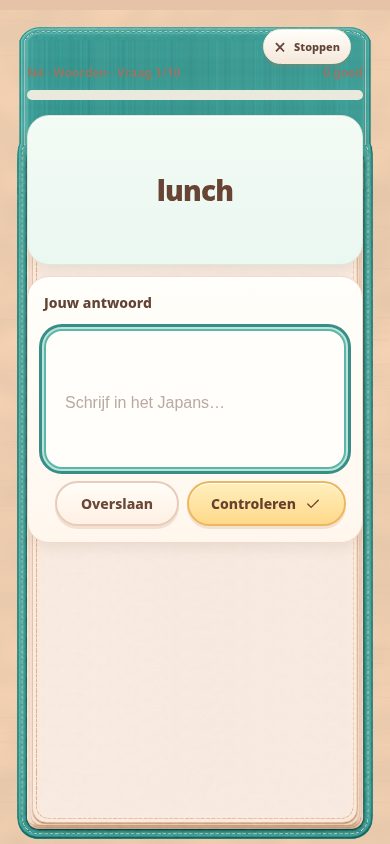 Stoppen
N4 · Woorden · Vraag 1/10
0 goed
lunch
Jouw antwoord
Schrijf in het Japans…
Overslaan
Controleren